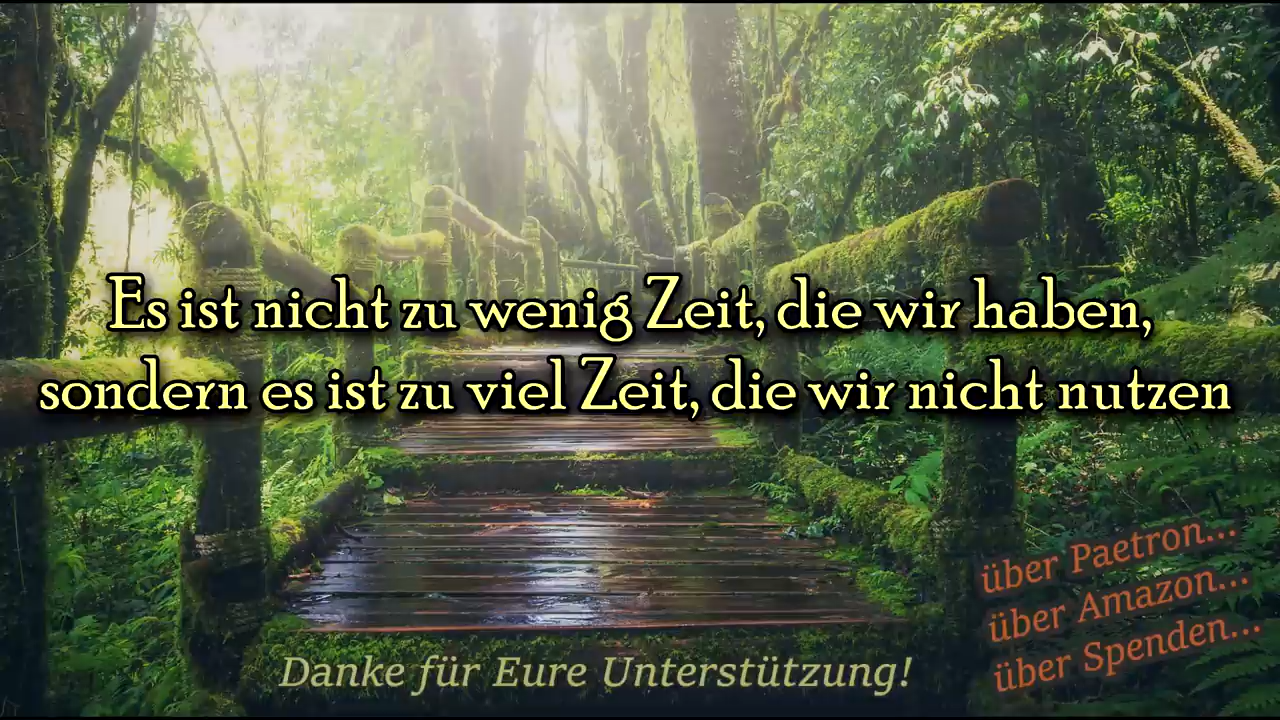 Es ist nicht zu wenig Zeit, die wir haben,
sondern es ist zu viel Zeit, die wir nicht nutzen
über Paetron...
über Amazon...
über Spenden...
Danke für Eure Unterstützung!